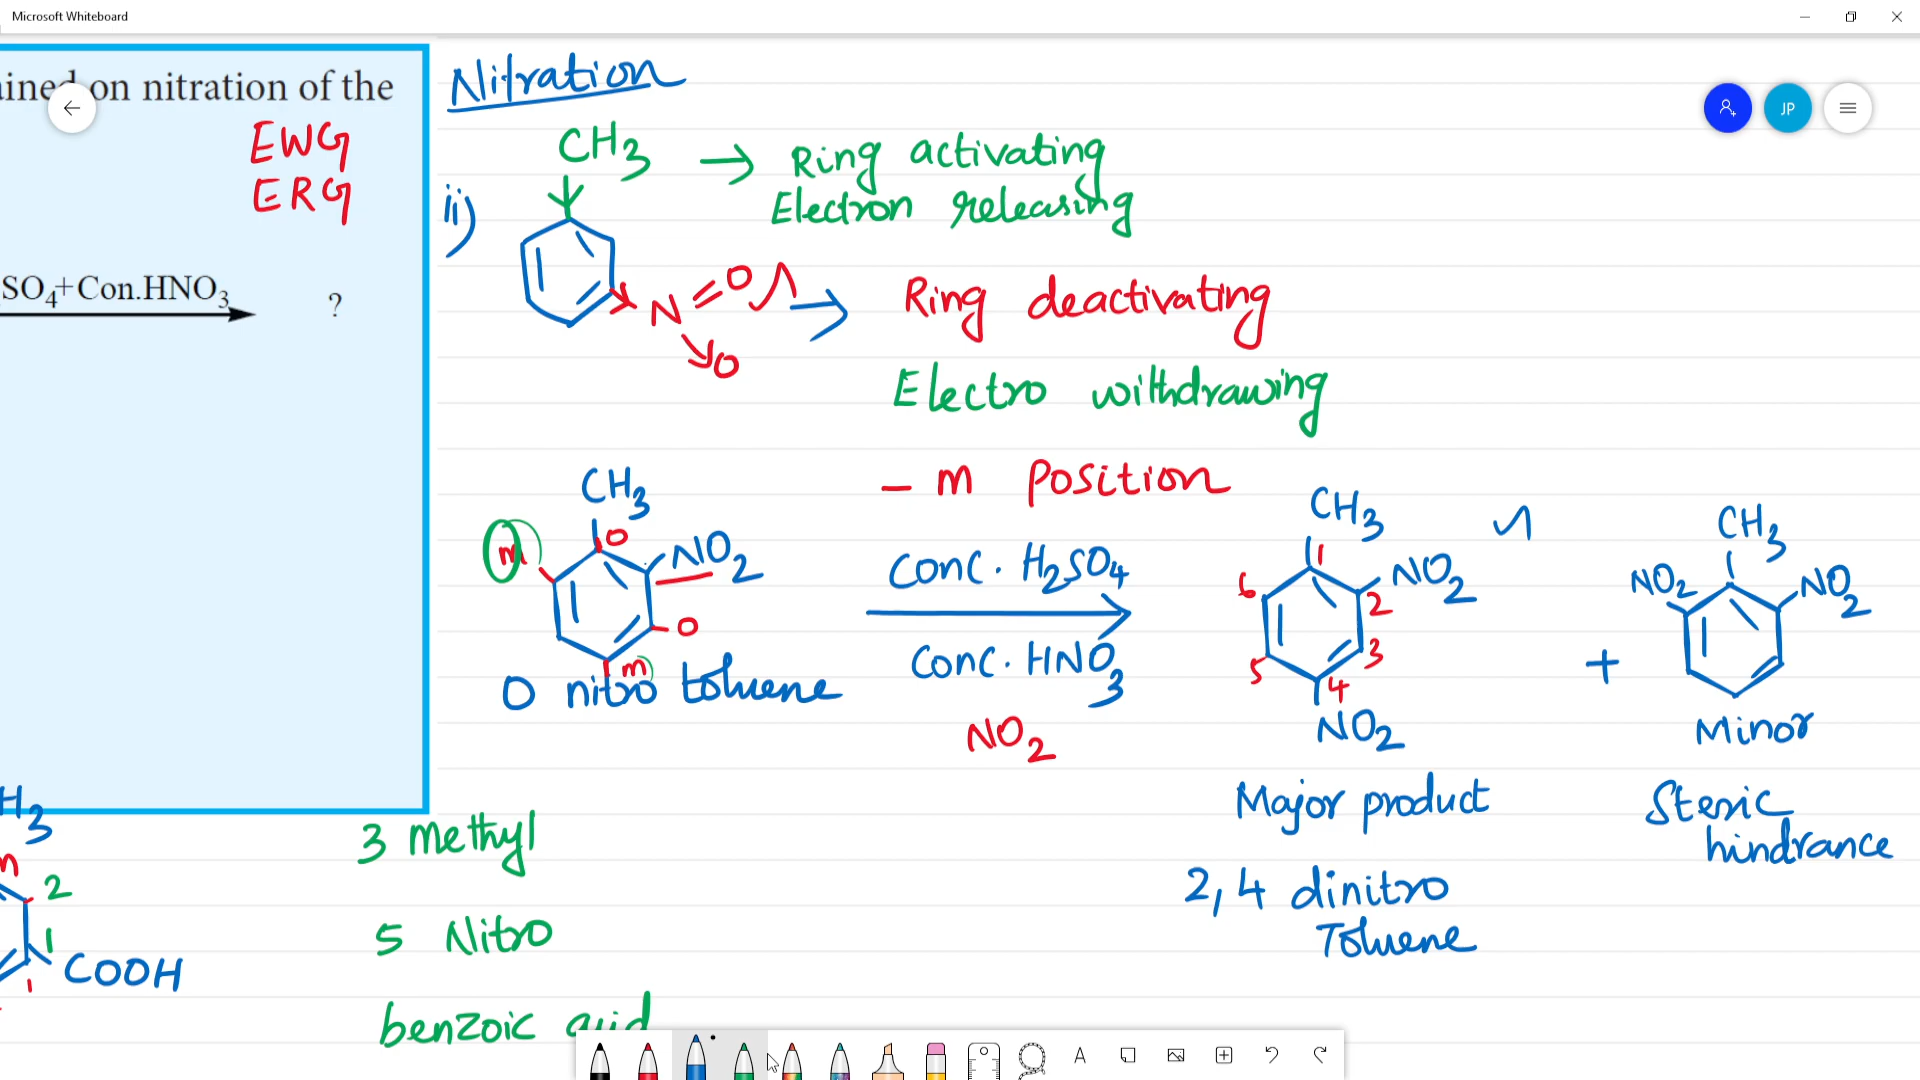 Microsoft Whiteboard
on nitration of the
EWG
ERG
SO4+Con.HNO3
?
Nitration
ii)
CH3 → Ring activating
Electron releasing
N=O → Ring deactivating
O
Electro withdrawing
- m Position
CH3
m
O
NO2
O
m
O nitro toluene
Conc. H2SO4
Conc. HNO3
NO2
CH3
1
NO2
2
3
4
5
6
NO2
Major product
2,4 dinitro
Toluene
+
CH3
NO2
NO2
Minor
Steric
hindrance
H3
2
1
COOH
1
3 methyl
5 Nitro
benzoic acid
JP
A